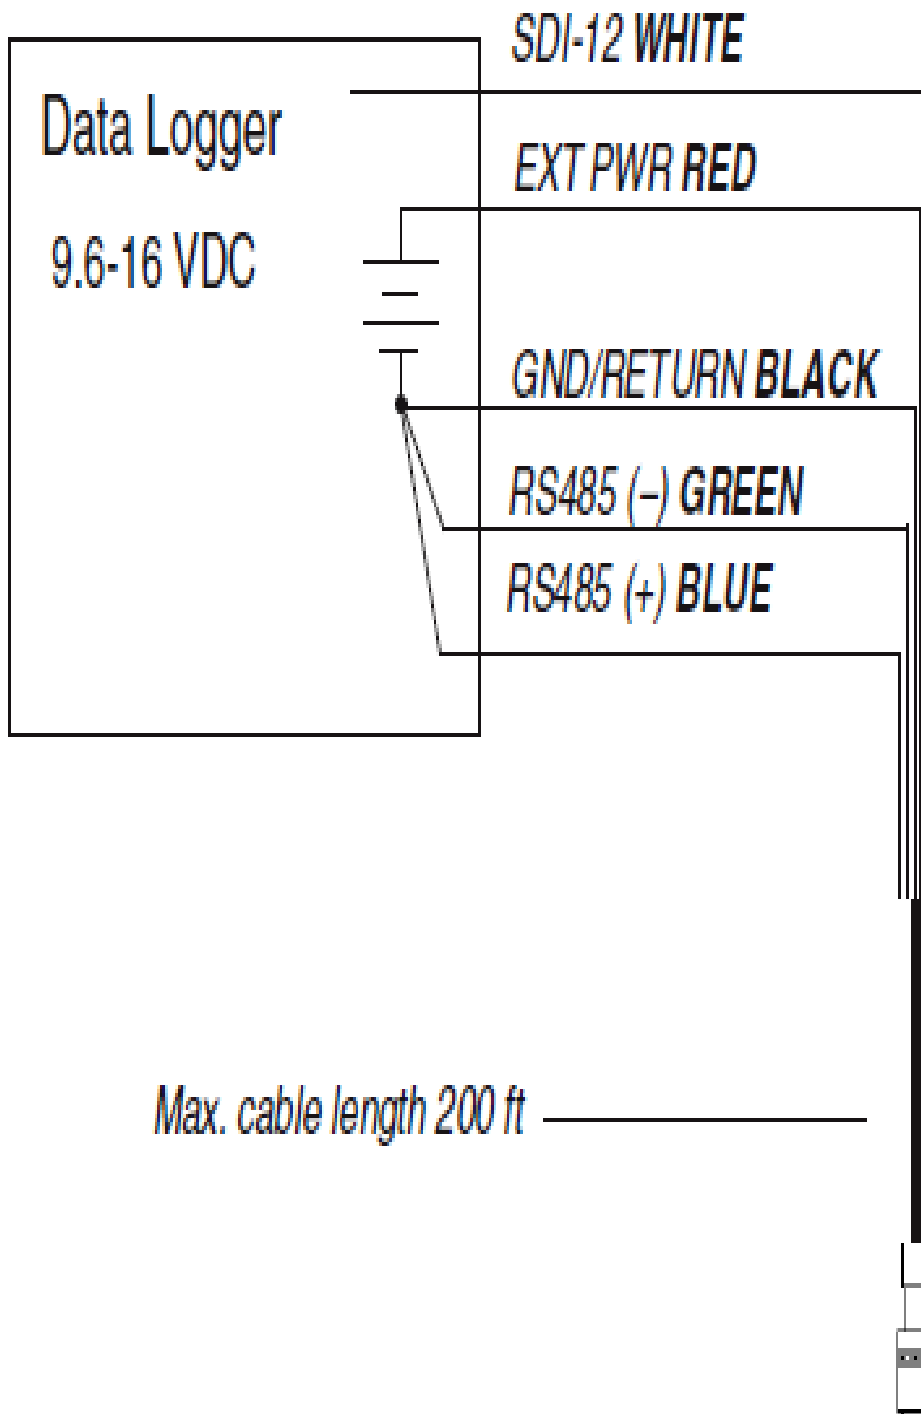 SDI-12 WHITE
Data Logger
EXT PWR RED
9.6-16 VDC
GND/RETURN BLACK
RS485 (–) GREEN
RS485 (+) BLUE
Max. cable length 200 ft